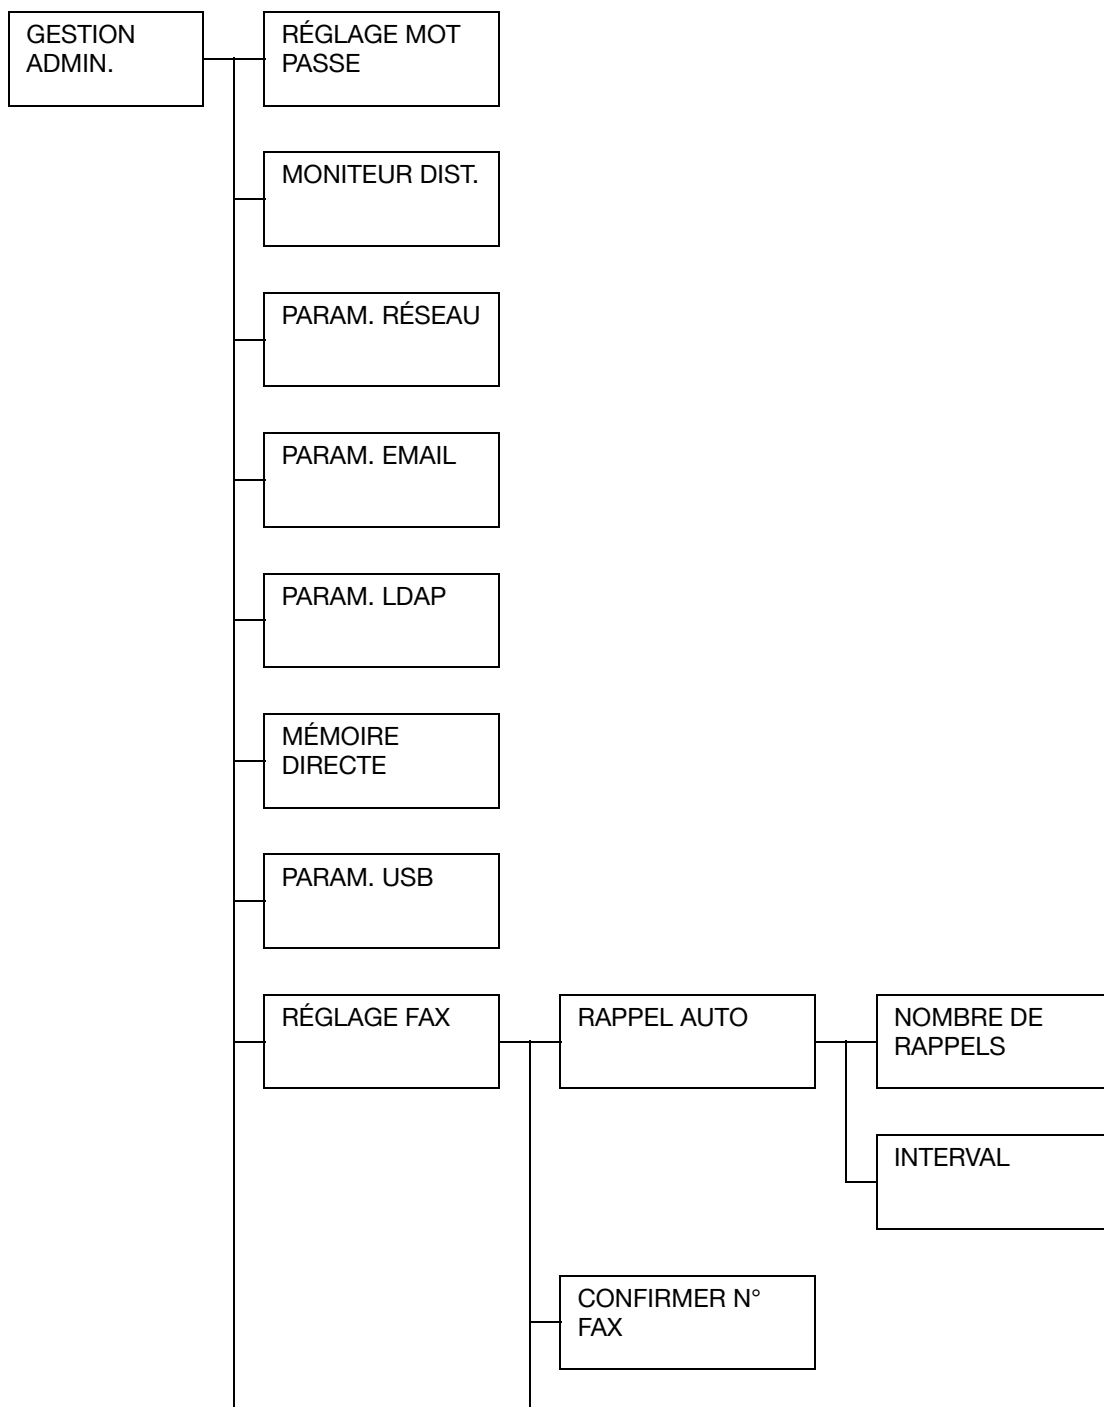 GESTION
ADMIN.
RÉGLAGE MOT
PASSE
MONITEUR DIST.
PARAM. RÉSEAU
PARAM. EMAIL
PARAM. LDAP
MÉMOIRE
DIRECTE
PARAM. USB
RÉGLAGE FAX
RAPPEL AUTO
NOMBRE DE
RAPPELS
INTERVAL
CONFIRMER N°
FAX